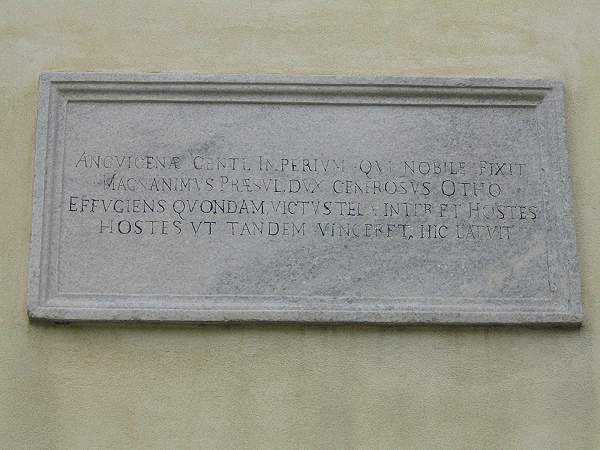 ANGVIGENÆ GENTI, IMPERIVM QVI NOBILE FIXIT
MAGNANIMVS PRÆSVL, DVX GENEROSVS OTHO
EFFVGIENS QVONDAM, VICTVS TELA INTER ET HOSTES
HOSTES VT TANDEM VINCERET, HIC LATVIT